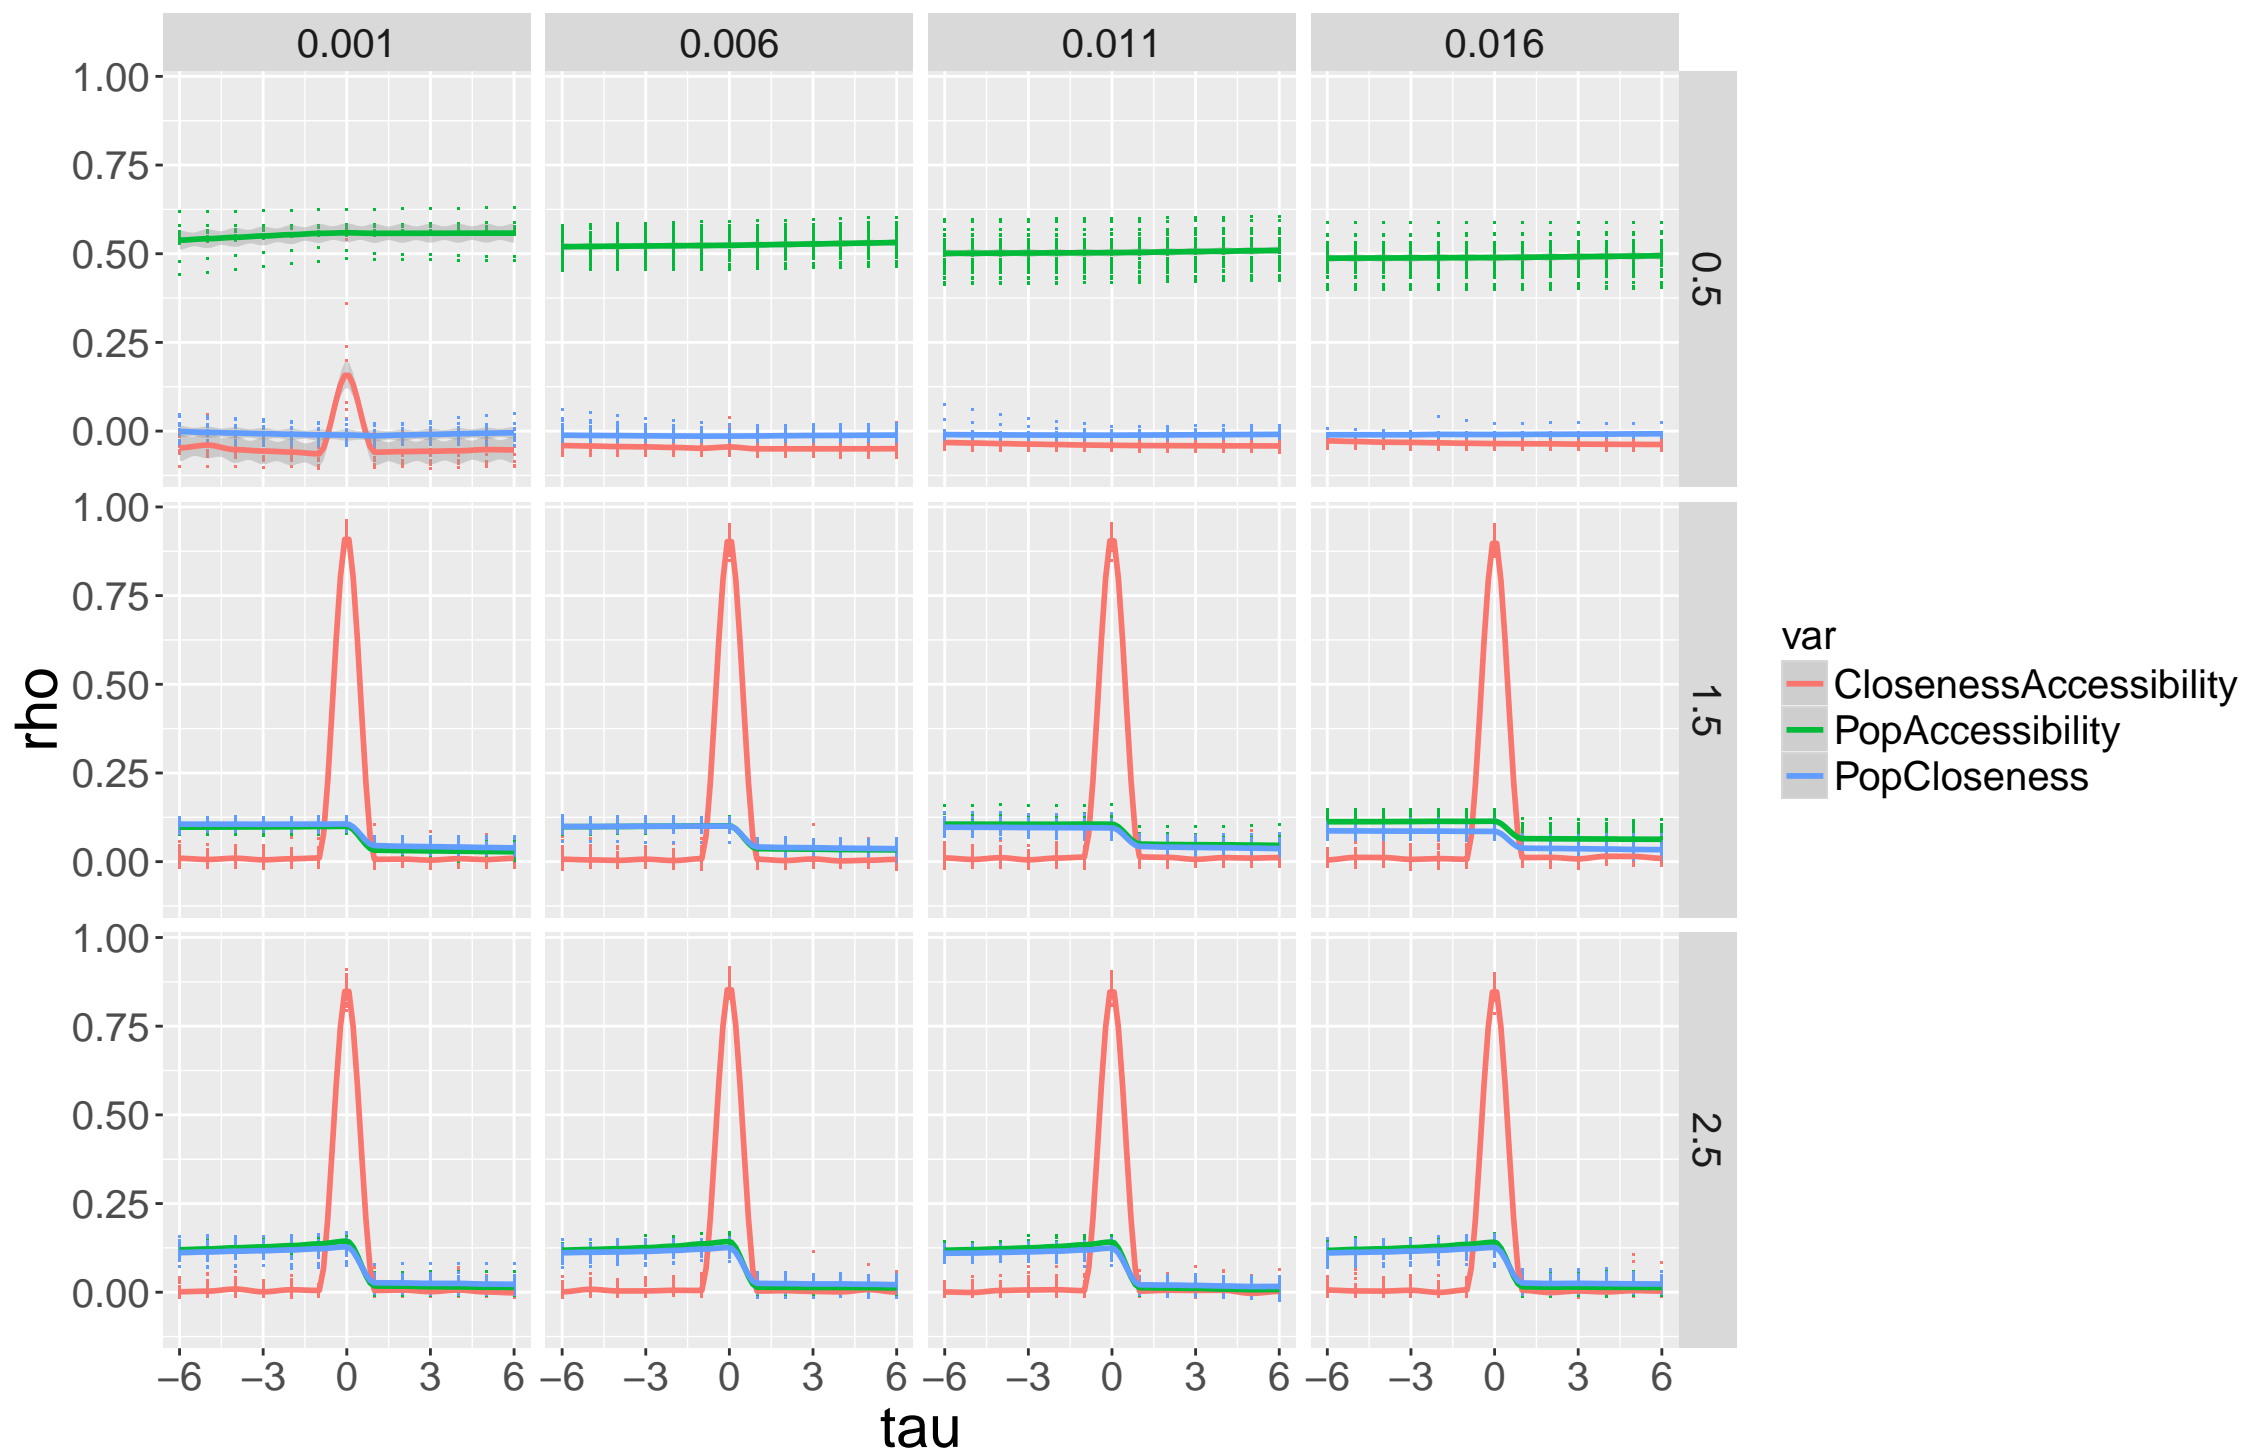 0.001 0.006 0.011 0.016
1.00
0.75
0.50
0.25
0.00
0.5
1.00
0.75
0.50
0.25
0.00
1.5
1.00
0.75
0.50
0.25
0.00
2.5
−6 −3 0 3 6 −6 −3 0 3 6 −6 −3 0 3 6 −6 −3 0 3 6
tau
rho
var
ClosenessAccessibility
PopAccessibility
PopCloseness